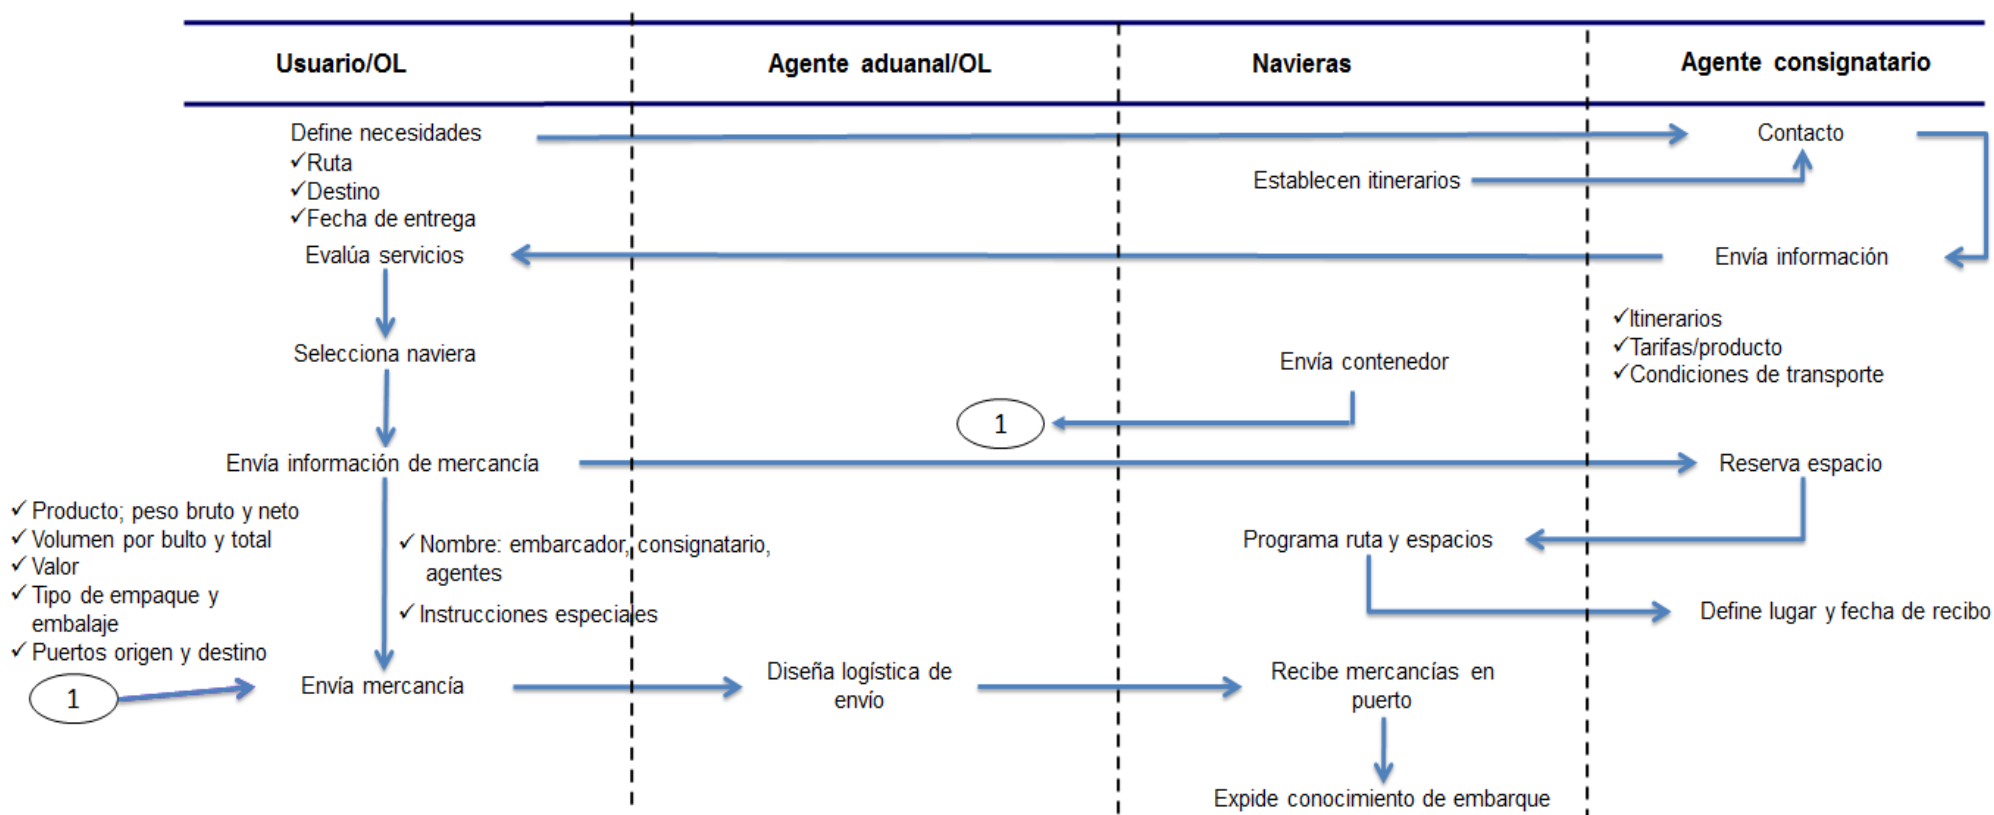 Usuario/OL
Agente aduanal/OL
Navieras
Agente consignatario
Define necesidades
✓Ruta
✓Destino
✓Fecha de entrega
Contacto
Establecen itinerarios
Evalúa servicios
Envía información
✓Itinerarios
✓Tarifas/producto
✓Condiciones de transporte
Selecciona naviera
Envía contenedor
1
Envía información de mercancía
Reserva espacio
✓ Producto; peso bruto y neto
✓ Volumen por bulto y total
✓ Valor
✓ Tipo de empaque y
embalaje
✓ Puertos origen y destino
✓ Nombre: embarcador, consignatario,
agentes
✓ Instrucciones especiales
Programa ruta y espacios
Define lugar y fecha de recibo
1
Envía mercancía
Diseña logística de
envío
Recibe mercancías en
puerto
Expide conocimiento de embarque